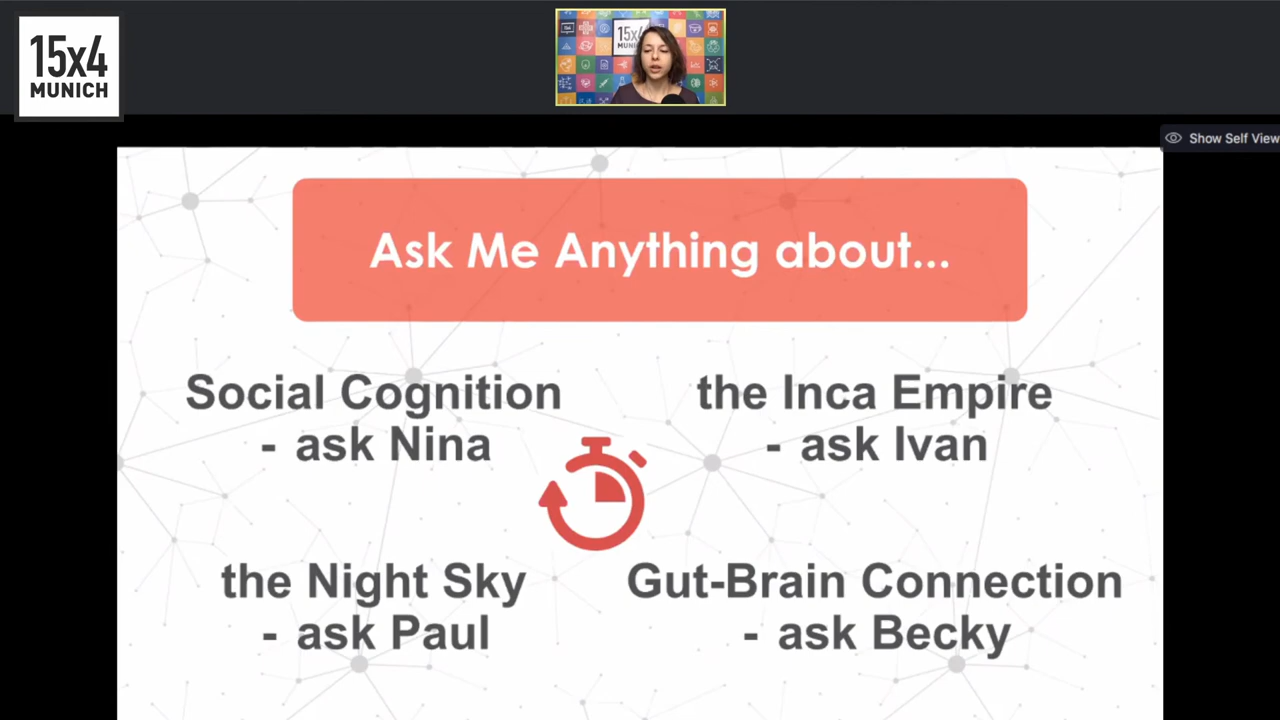 15x4
MUNICH
15x4
MUNI
Show Self View
Ask Me Anything about...
Social Cognition
- ask Nina
the Inca Empire
- ask Ivan
the Night Sky
- ask Paul
Gut-Brain Connection
- ask Becky